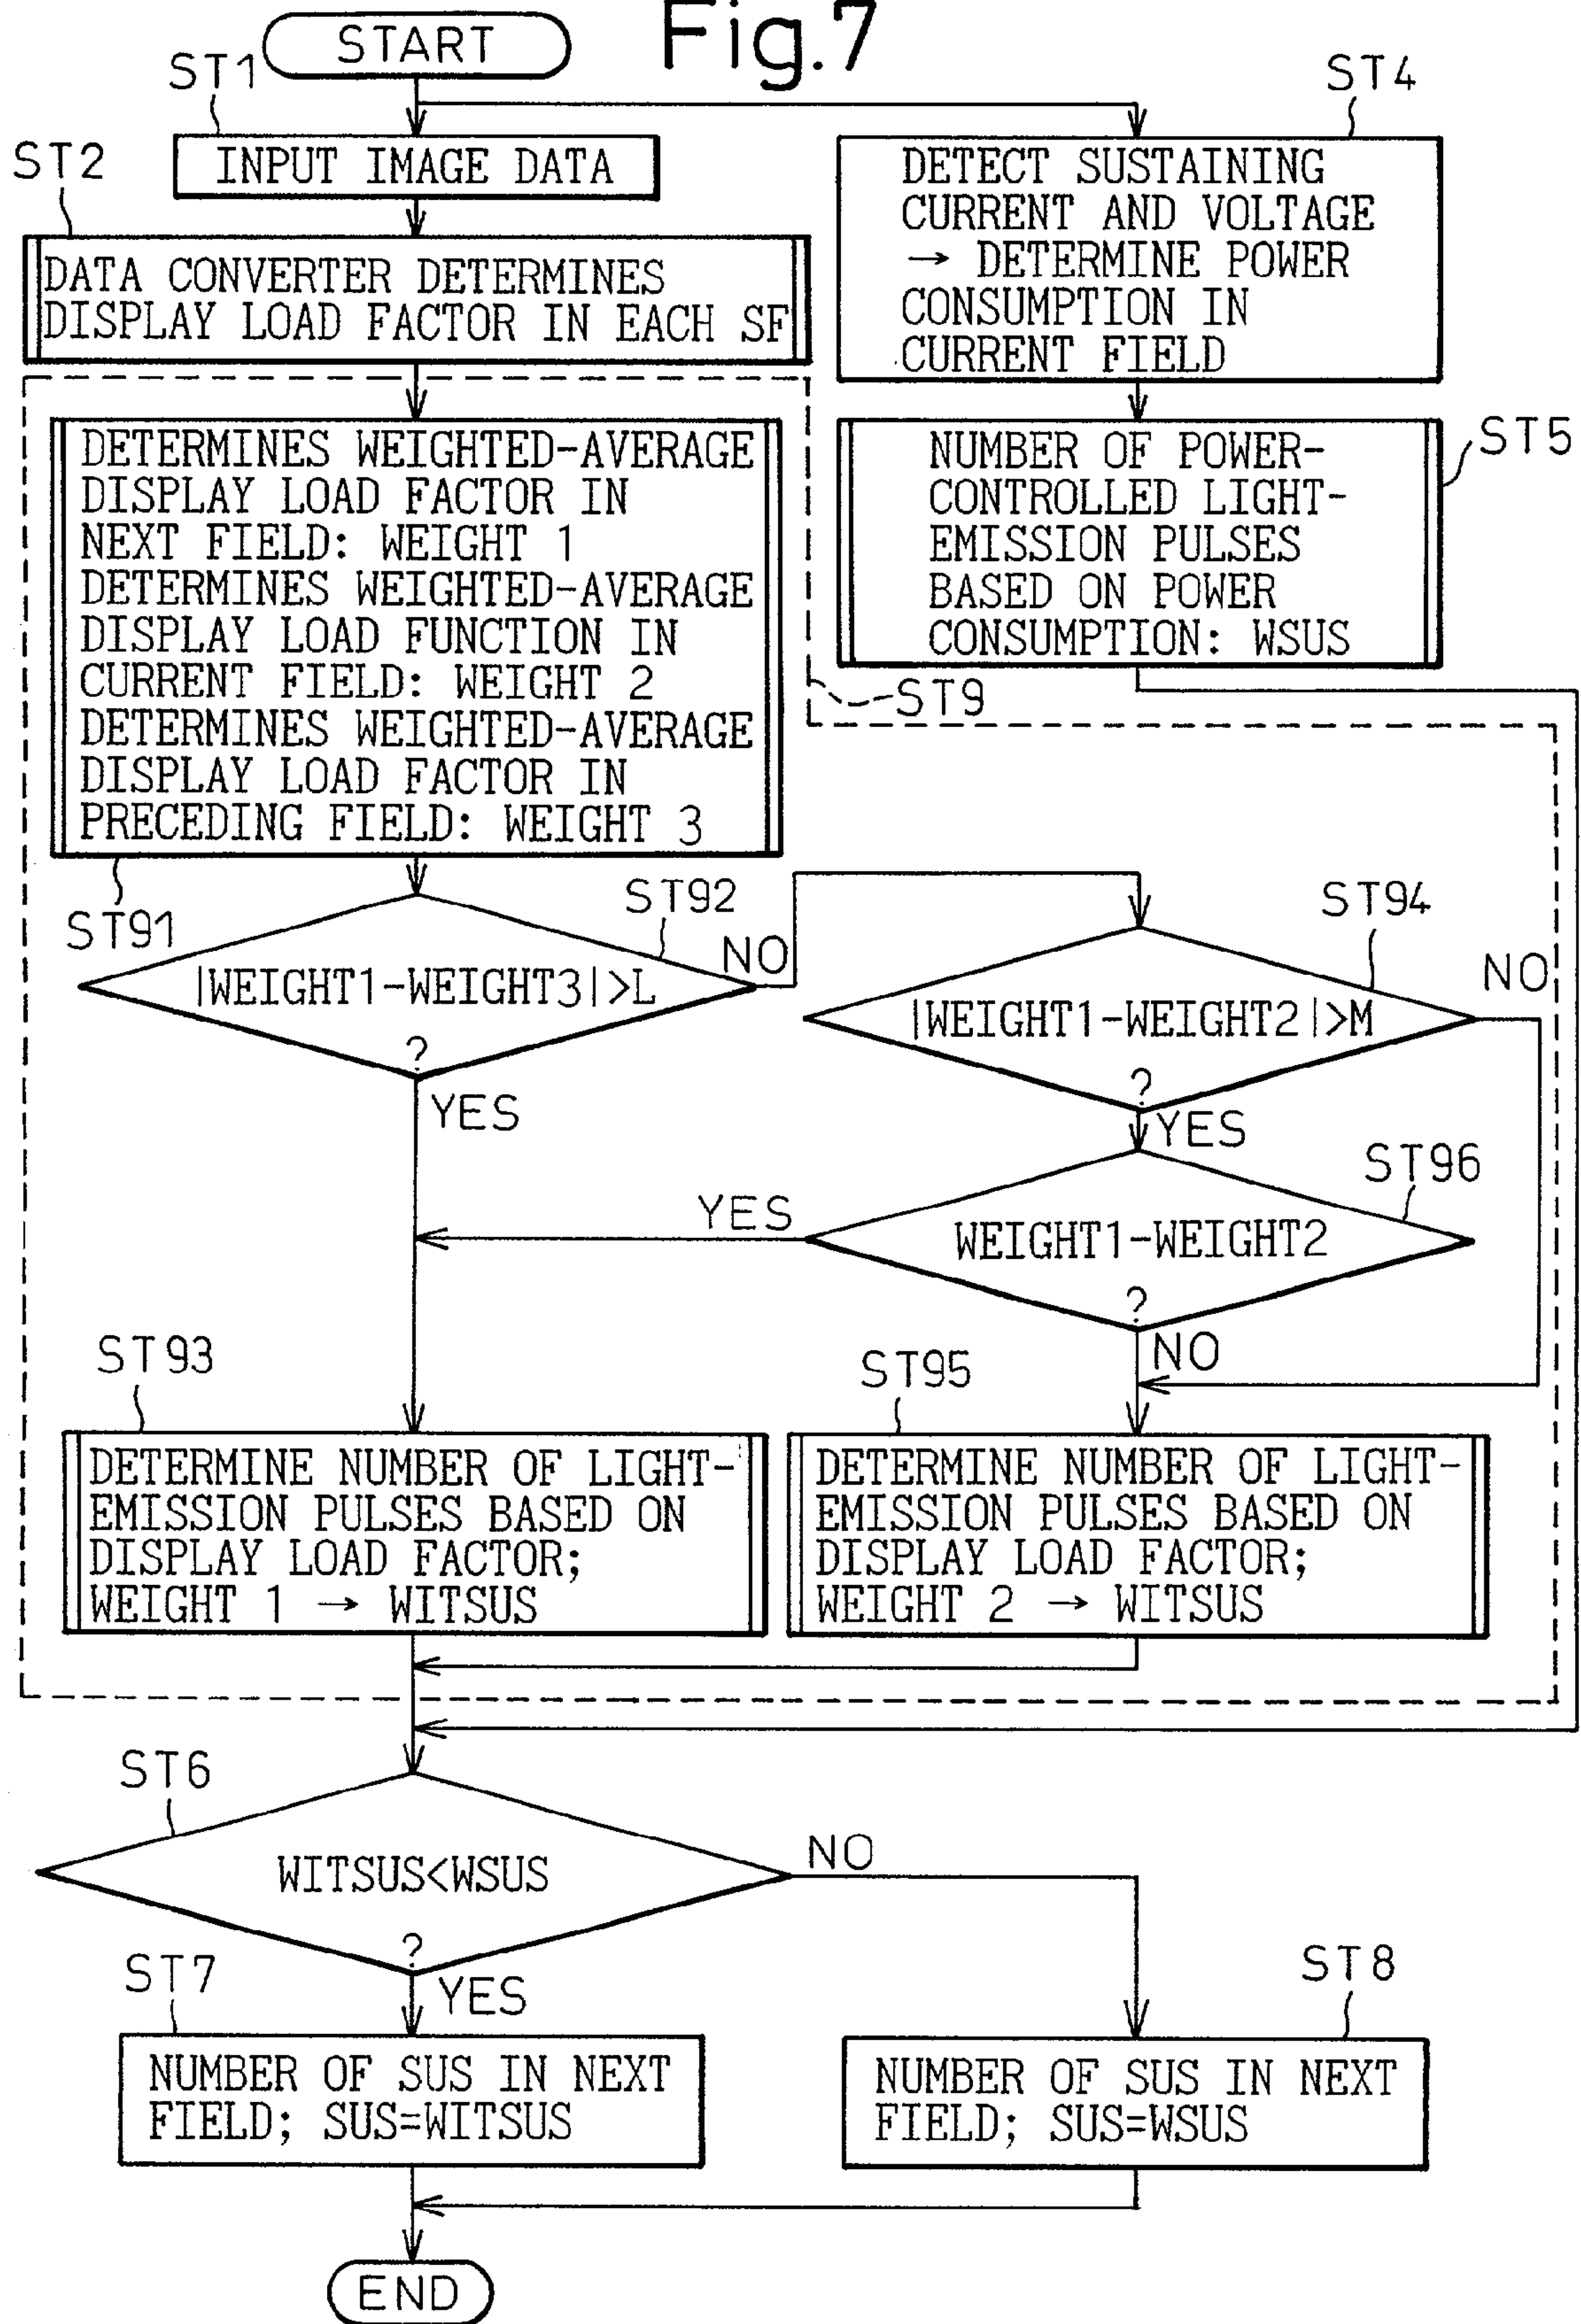 Fig.7
START
ST1
INPUT IMAGE DATA
ST2
DATA CONVERTER DETERMINES
DISPLAY LOAD FACTOR IN EACH SF
ST4
DETECT SUSTAINING
CURRENT AND VOLTAGE
→ DETERMINE POWER
CONSUMPTION IN
CURRENT FIELD
ST5
NUMBER OF POWER-
CONTROLLED LIGHT-
EMISSION PULSES
BASED ON POWER
CONSUMPTION: WSUS
ST9
DETERMINES WEIGHTED-AVERAGE
DISPLAY LOAD FACTOR IN
NEXT FIELD: WEIGHT 1
DETERMINES WEIGHTED-AVERAGE
DISPLAY LOAD FUNCTION IN
CURRENT FIELD: WEIGHT 2
DETERMINES WEIGHTED-AVERAGE
DISPLAY LOAD FACTOR IN
PRECEDING FIELD: WEIGHT 3
ST91
ST92
|WEIGHT1-WEIGHT3|>L
?
NO
YES
ST94
|WEIGHT1-WEIGHT2|>M
?
NO
YES
ST96
WEIGHT1-WEIGHT2
?
YES
NO
ST93
DETERMINE NUMBER OF LIGHT-
EMISSION PULSES BASED ON
DISPLAY LOAD FACTOR;
WEIGHT 1 → WITSUS
ST95
DETERMINE NUMBER OF LIGHT-
EMISSION PULSES BASED ON
DISPLAY LOAD FACTOR;
WEIGHT 2 → WITSUS
ST6
WITSUS<WSUS
?
NO
YES
ST7
NUMBER OF SUS IN NEXT
FIELD; SUS=WITSUS
ST8
NUMBER OF SUS IN NEXT
FIELD; SUS=WSUS
END